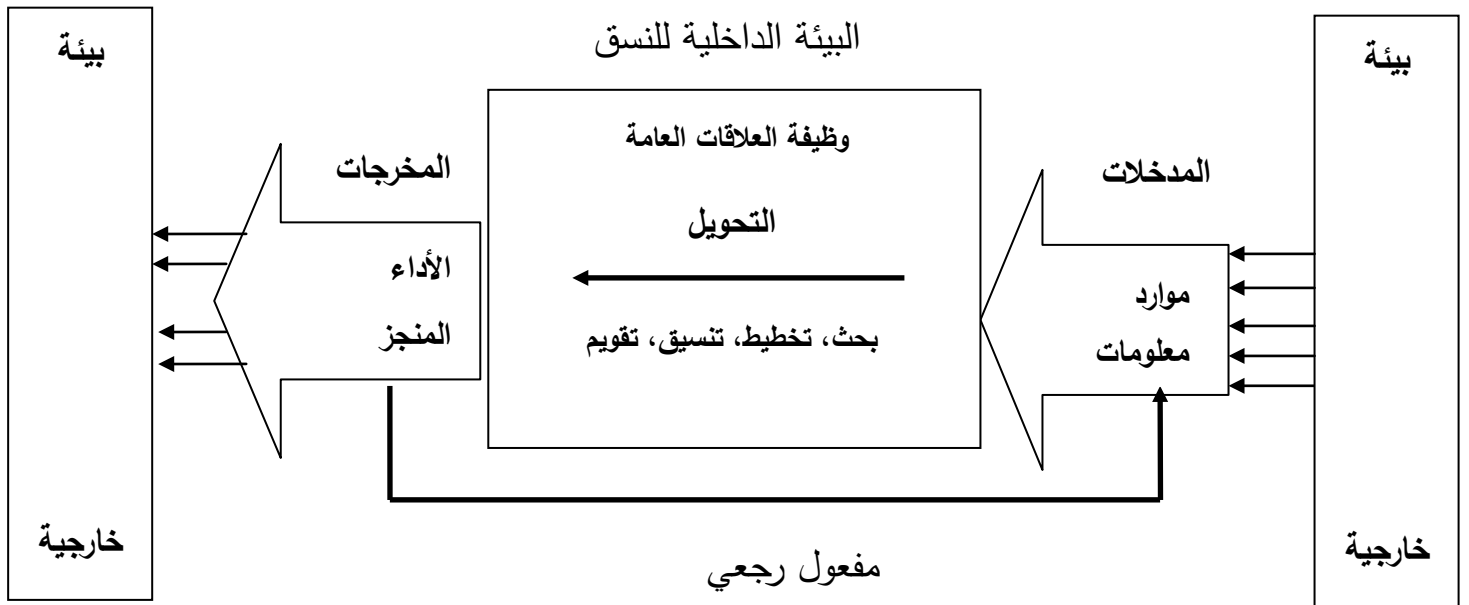 البيئة الداخلية للنسق
بيئة
خارجية
المدخلات
موارد
معلومات
وظيفة العلاقات العامة
التحويل
بحث، تخطيط، تنسيق، تقويم
المخرجات
الأداء
المنجز
بيئة
خارجية
مفعول رجعي